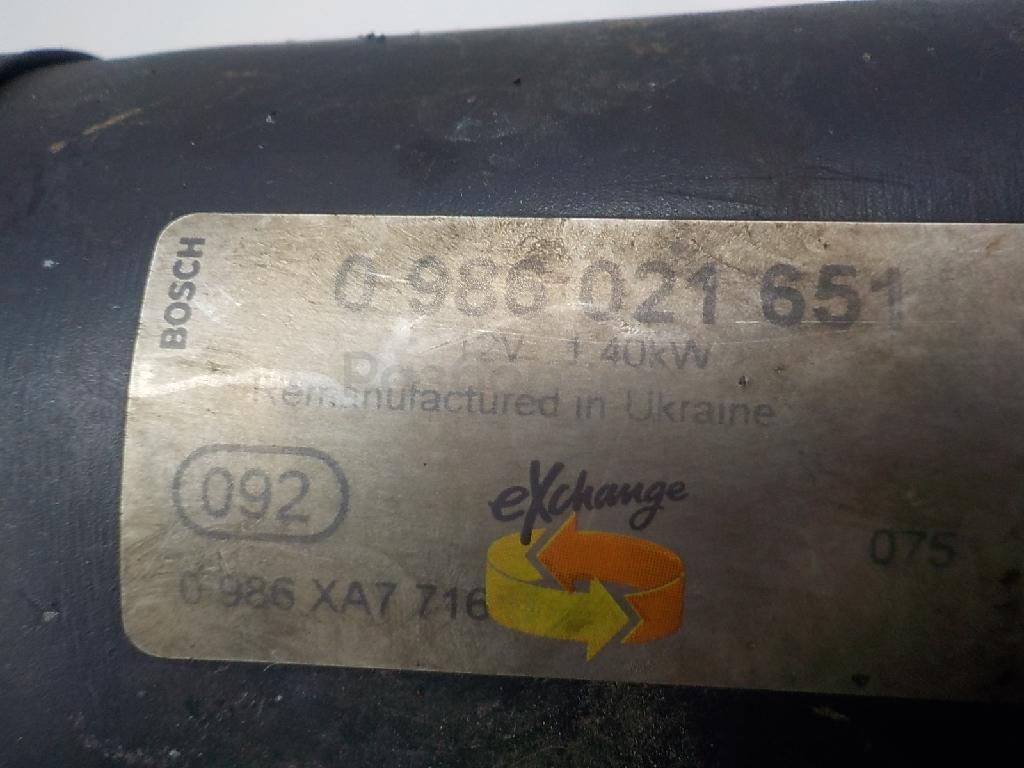 BOSCH
0 986 021 651
12V 1.40kW
Remanufactured in Ukraine
092
eXchange
075
0 986 XA7 716